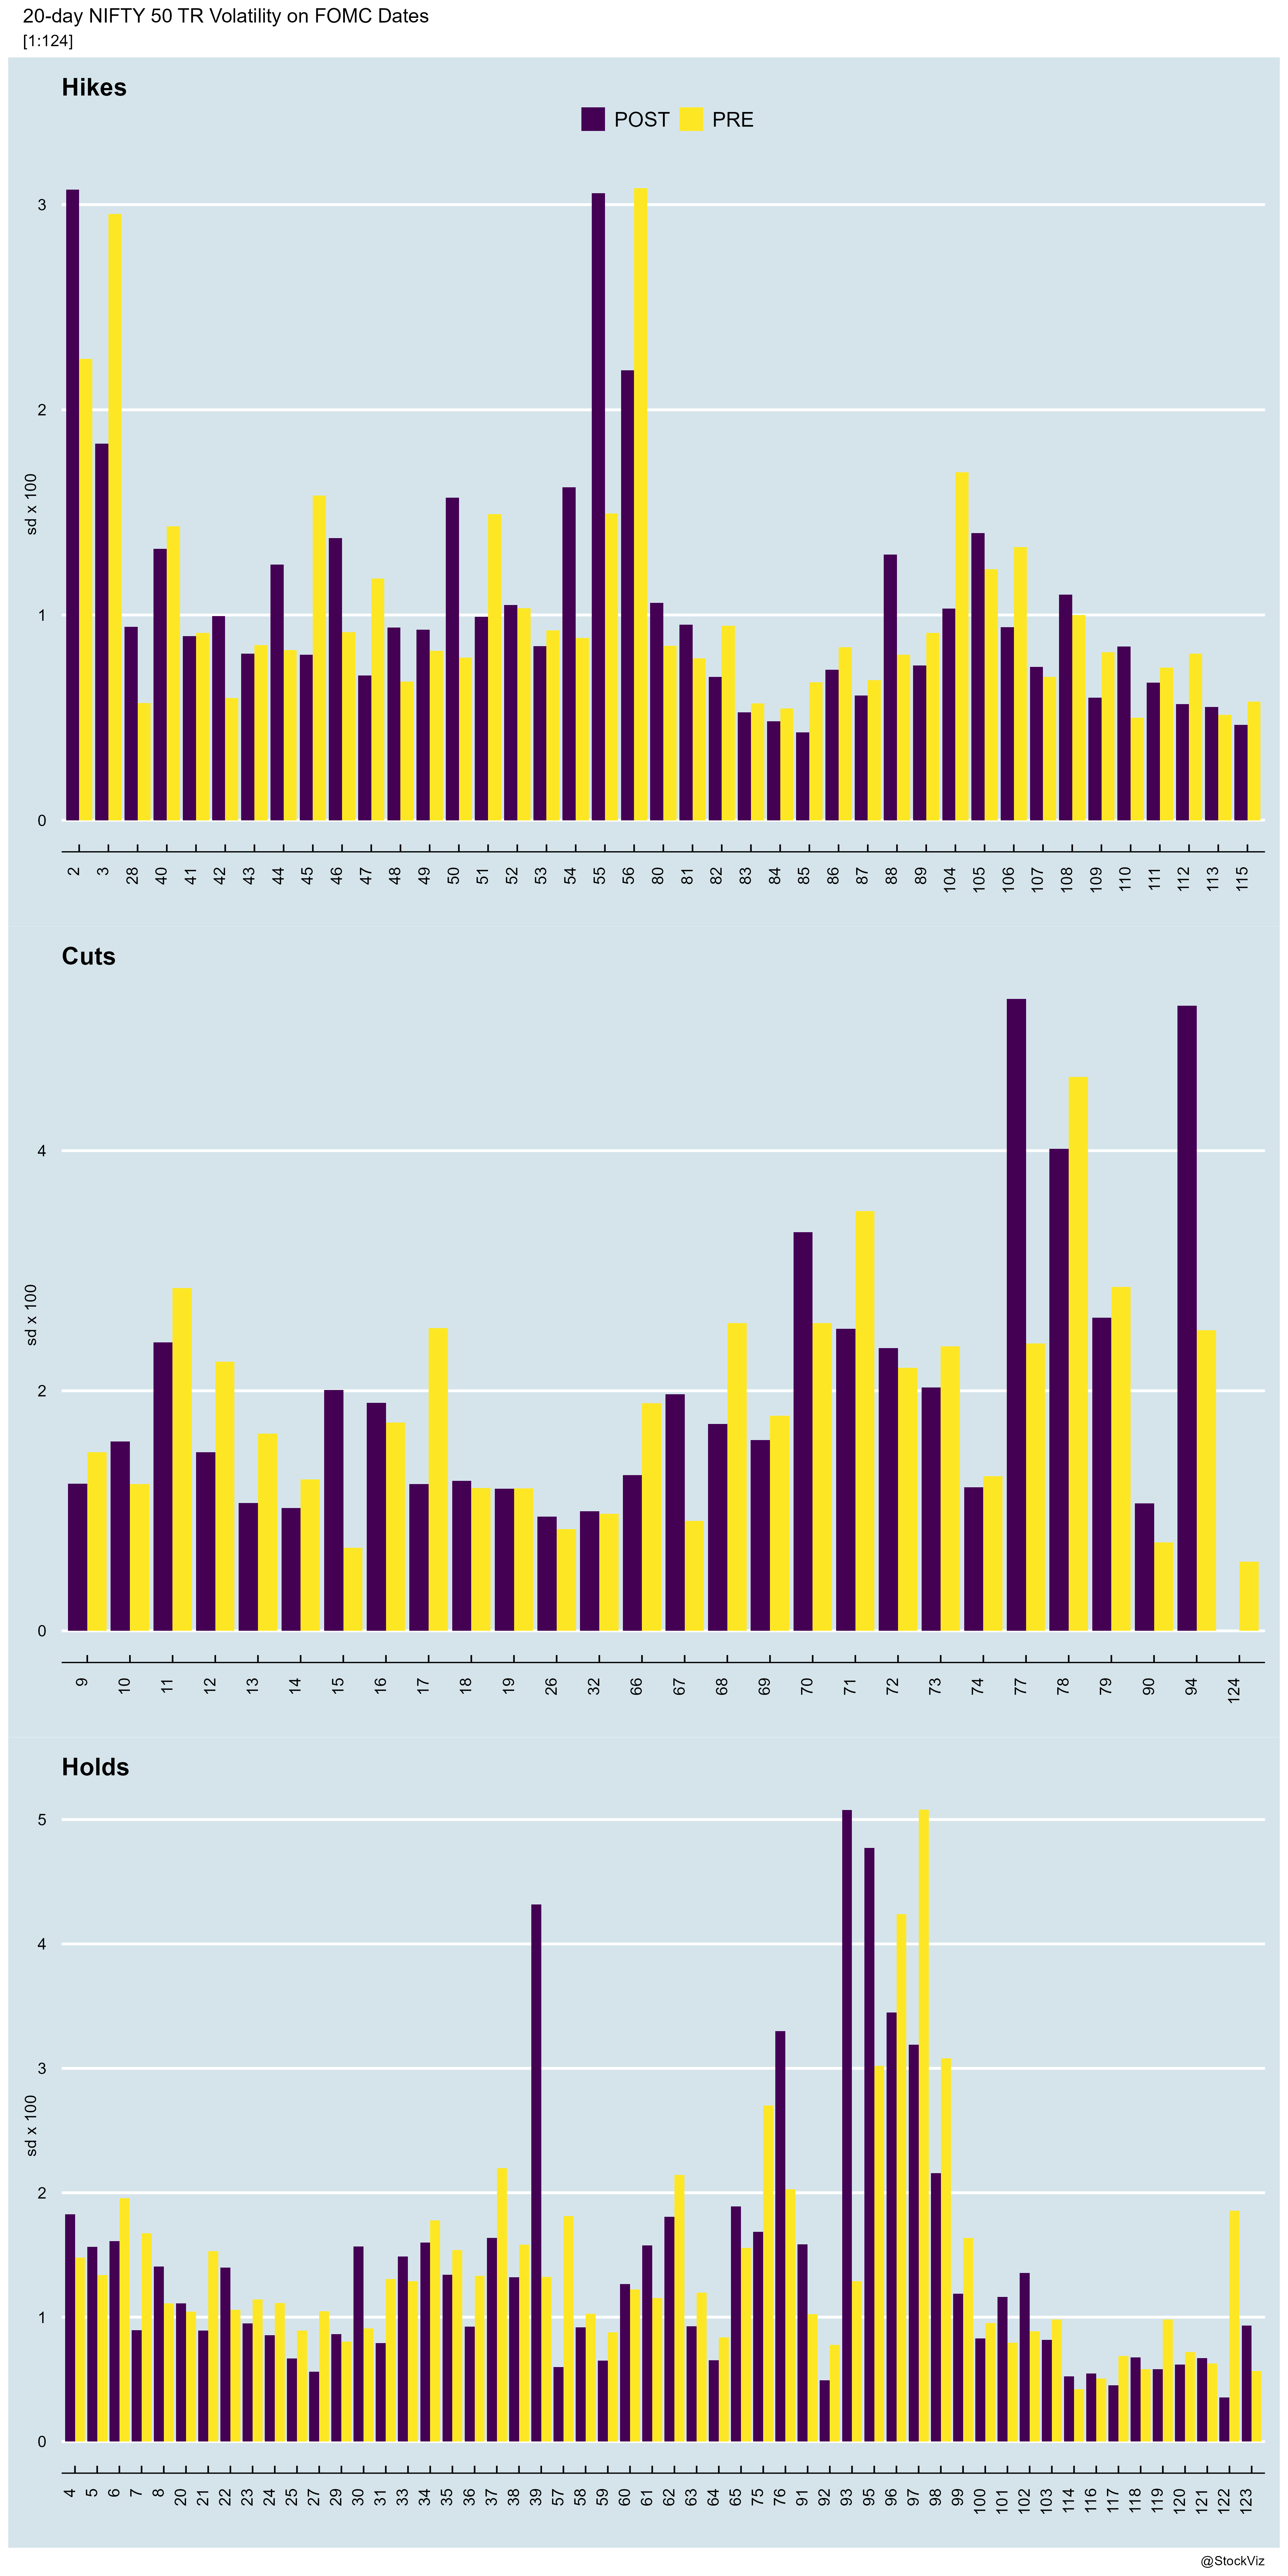 20-day NIFTY 50 TR Volatility on FOMC Dates
[1:124]
Hikes
POST PRE
3
2
1
0
sd x 100
2 3 28 40 41 42 43 44 45 46 47 48 49 50 51 52 53 54 55 56 80 81 82 83 84 85 86 87 88 89 104 105 106 107 108 109 110 111 112 113 115
Cuts
4
2
0
sd x 100
9 10 11 12 13 14 15 16 17 18 19 26 32 66 67 68 69 70 71 72 73 74 77 78 79 90 94 124
Holds
5
4
3
2
1
0
sd x 100
4 5 6 7 8 20 21 22 23 24 25 27 29 30 31 33 34 35 36 37 38 39 57 58 59 60 61 62 63 64 65 75 76 91 92 93 95 96 97 98 99 100 101 102 103 114 116 117 118 119 120 121 122 123
@StockViz